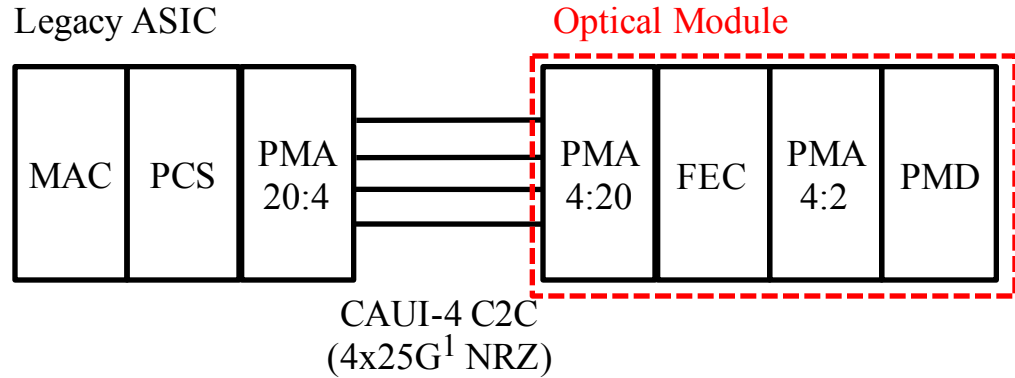 Legacy ASIC
Optical Module
MAC
PCS
PMA
20:4
PMA
4:20
FEC
PMA
4:2
PMD
CAUI-4 C2C
(4x25G¹ NRZ)